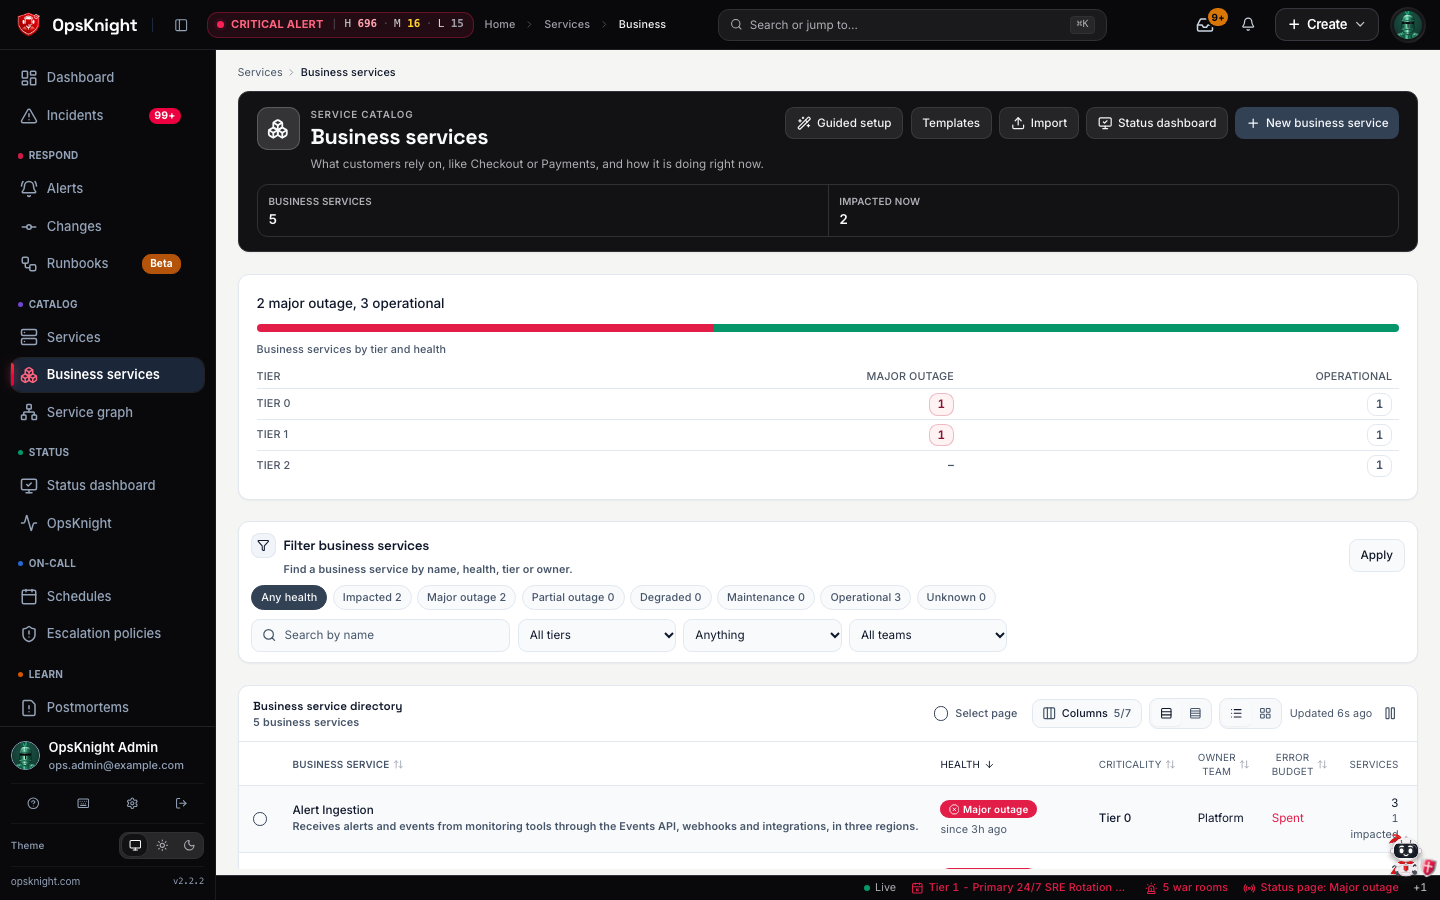 OpsKnight
CRITICAL ALERT | H 696 · M 16 · L 15
Home > Services > Business
Search or jump to... ⌘K
9+
+ Create
Dashboard
Incidents 99+
RESPOND
Alerts
Changes
Runbooks Beta
CATALOG
Services
Business services
Service graph
STATUS
Status dashboard
OpsKnight
ON-CALL
Schedules
Escalation policies
LEARN
Postmortems
OpsKnight Admin
ops.admin@example.com
Theme
opsknight.com v2.2.2
Services > Business services
SERVICE CATALOG
Business services
What customers rely on, like Checkout or Payments, and how it is doing right now.
Guided setup
Templates
Import
Status dashboard
+ New business service
BUSINESS SERVICES
5
IMPACTED NOW
2
2 major outage, 3 operational
Business services by tier and health
TIER MAJOR OUTAGE OPERATIONAL
TIER 0 1 1
TIER 1 1 1
TIER 2 – 1
Filter business services
Find a business service by name, health, tier or owner.
Apply
Any health Impacted 2 Major outage 2 Partial outage 0 Degraded 0 Maintenance 0 Operational 3 Unknown 0
Search by name All tiers Anything All teams
Business service directory
5 business services
Select page Columns 5/7 Updated 6s ago
BUSINESS SERVICE HEALTH CRITICALITY OWNER TEAM ERROR BUDGET SERVICES
Alert Ingestion
Receives alerts and events from monitoring tools through the Events API, webhooks and integrations, in three regions.
Major outage
since 3h ago
Tier 0
Platform
Spent
3
1
impacted
Live
Tier 1 - Primary 24/7 SRE Rotation ...
5 war rooms
Status page: Major outage
+1